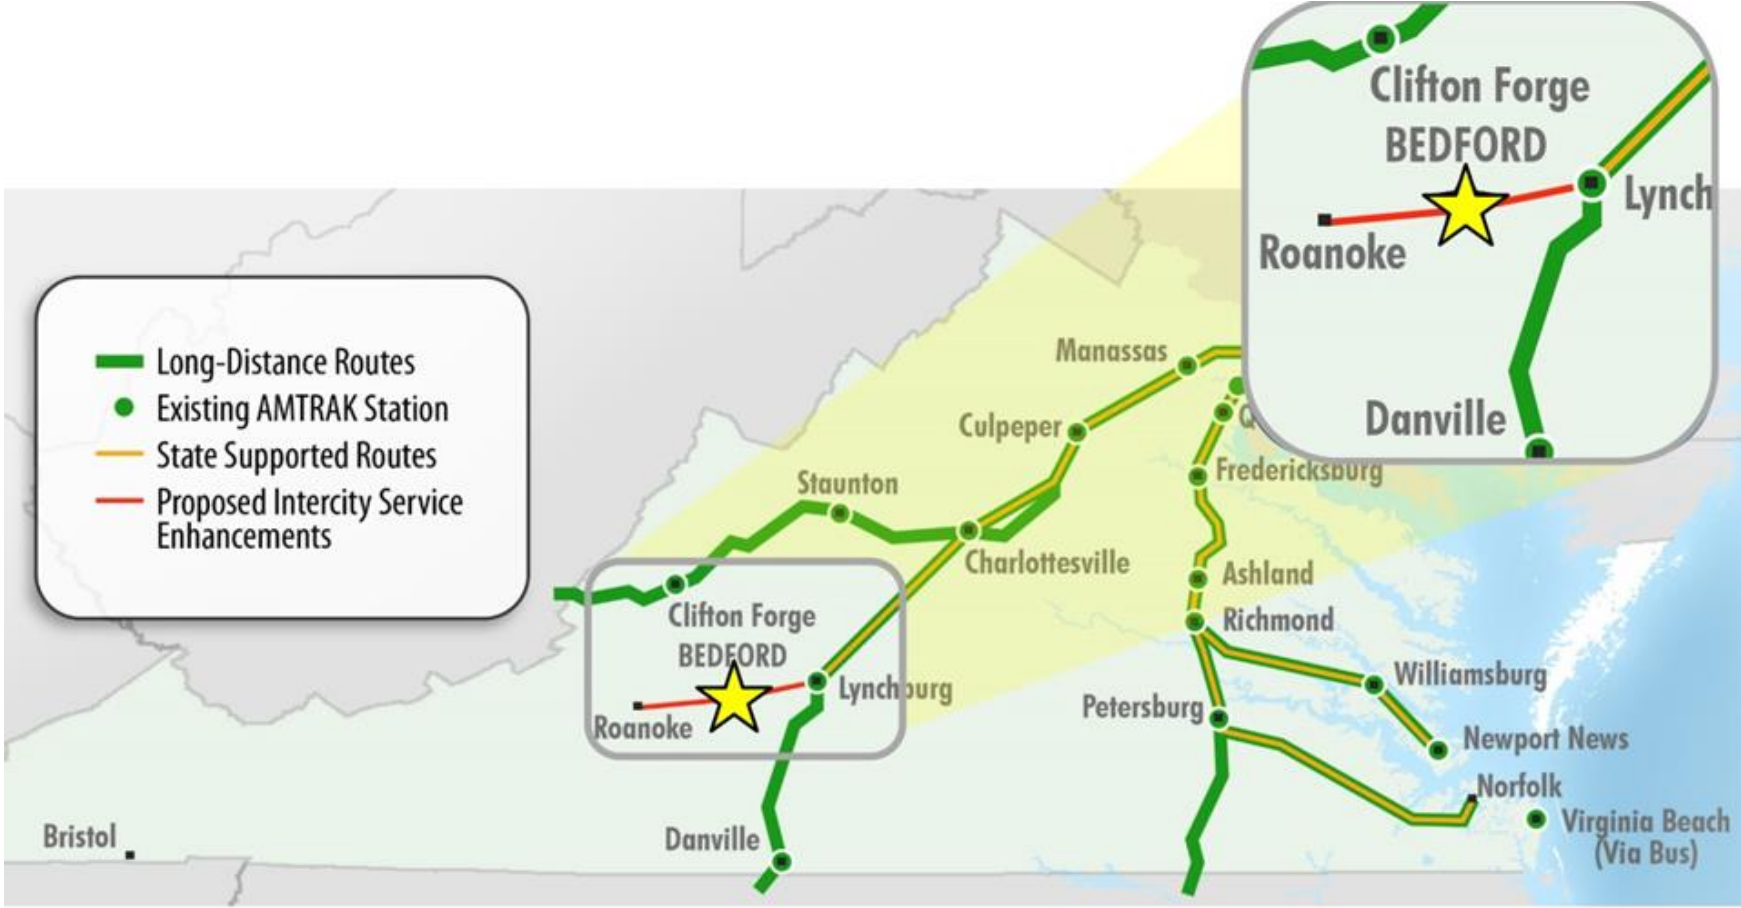 Clifton Forge
BEDFORD
Lynch
Roanoke
Danville
Long-Distance Routes
Existing AMTRAK Station
State Supported Routes
Proposed Intercity Service
Enhancements
Manassas
Culpeper
Q
Fredericksburg
Staunton
Charlottesville
Ashland
Richmond
Clifton Forge
BEDFORD
Lynchburg
Roanoke
Williamsburg
Petersburg
Newport News
Norfolk
Virginia Beach
(Via Bus)
Bristol
Danville